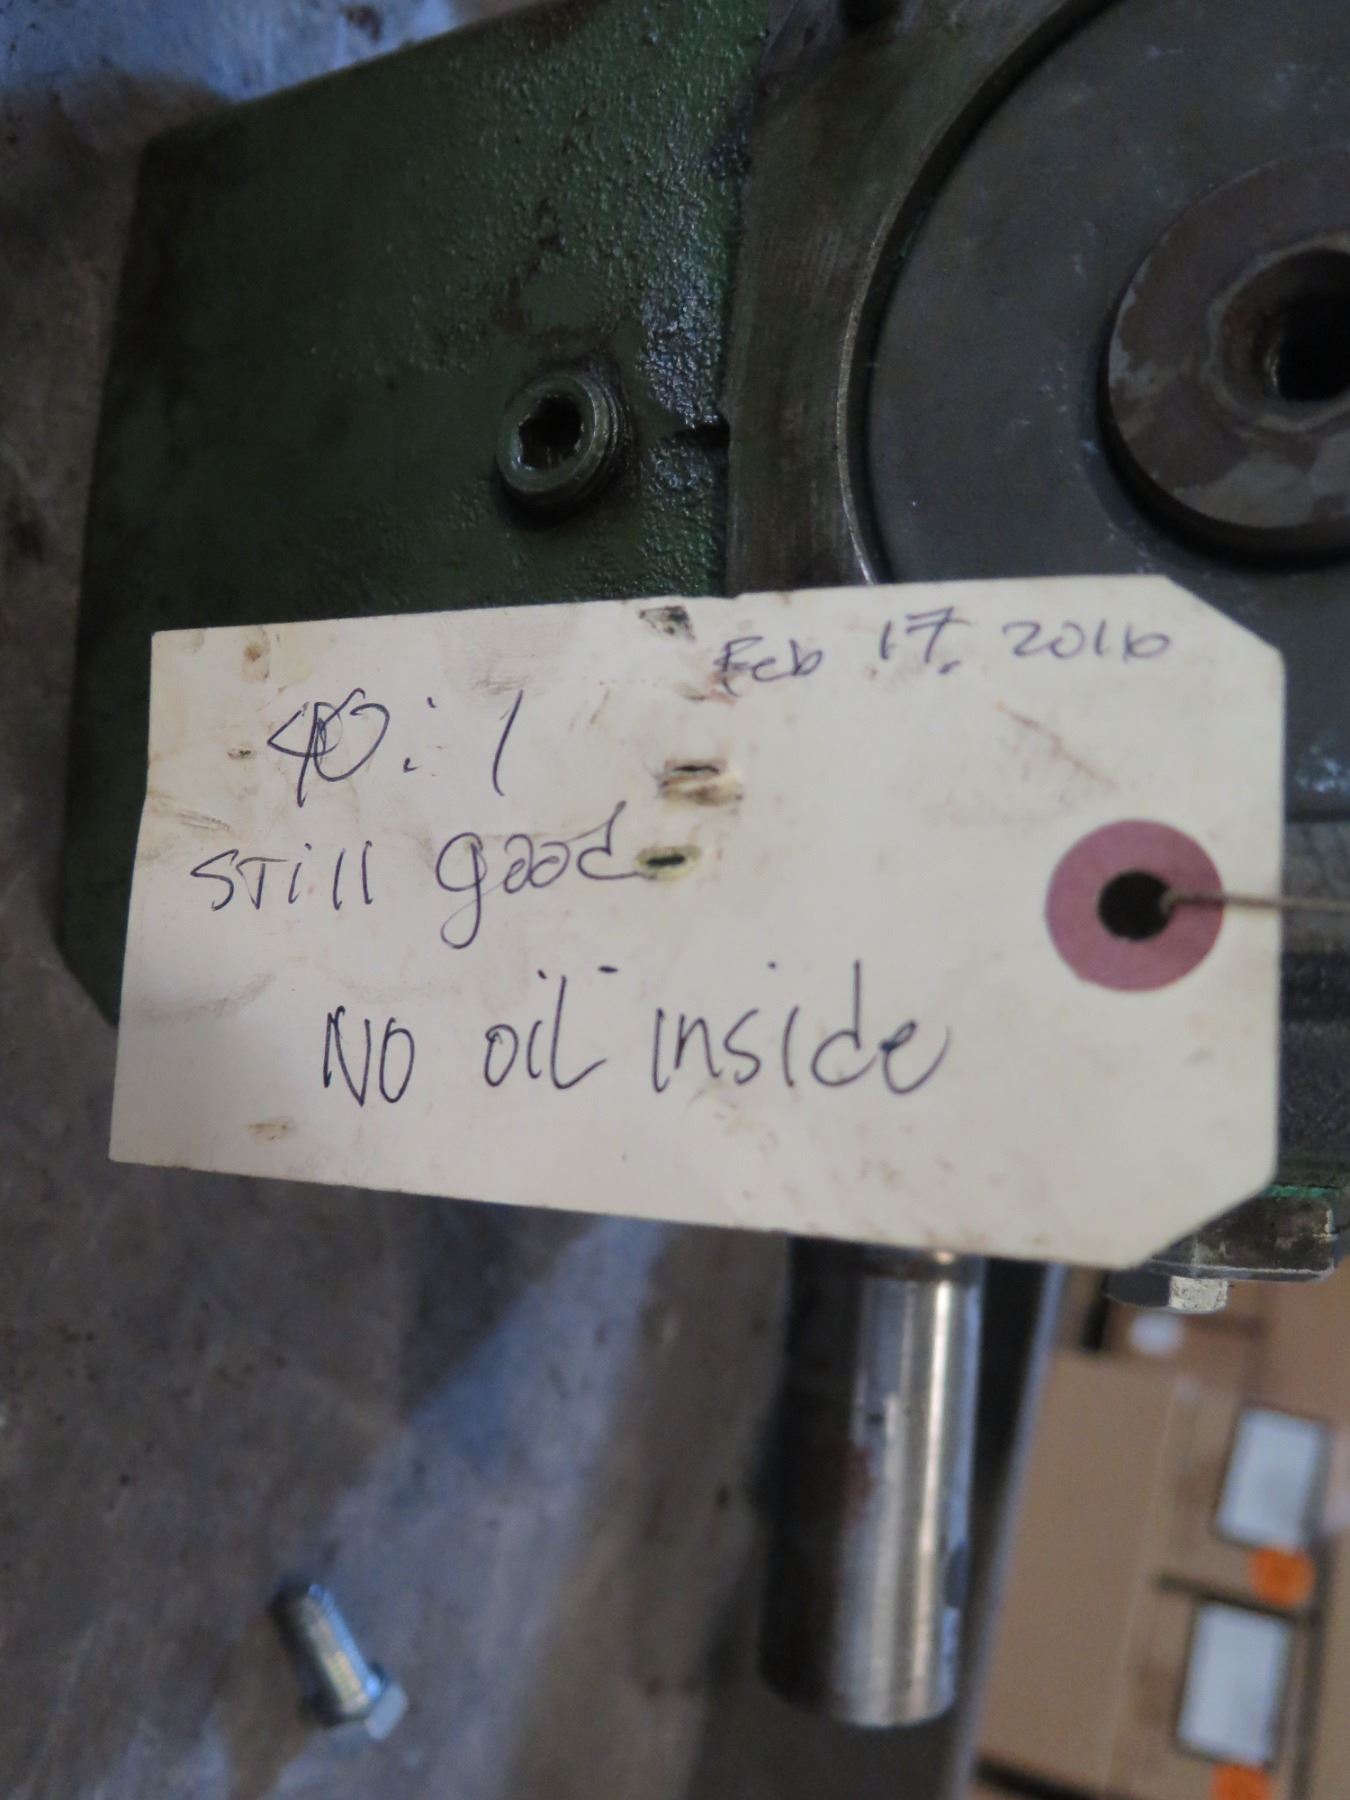 Feb 17, 2016
40:1
still good
NO oil inside